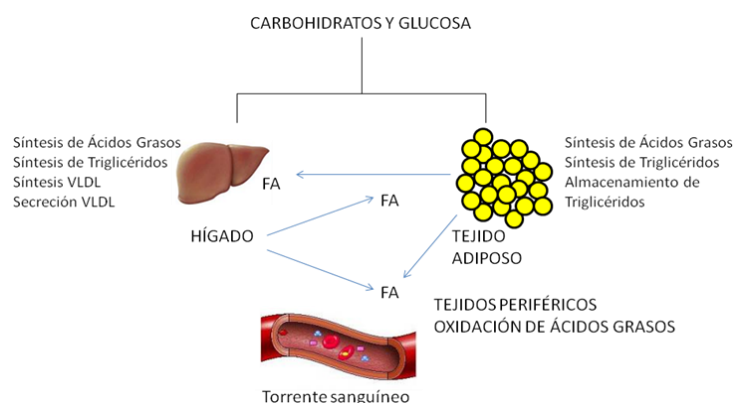 CARBOHIDRATOS Y GLUCOSA
Síntesis de Ácidos Grasos
Síntesis de Triglicéridos
Síntesis VLDL
Secreción VLDL
FA
HÍGADO
FA
Síntesis de Ácidos Grasos
Síntesis de Triglicéridos
Almacenamiento de
Triglicéridos
TEJIDO
ADIPOSO
FA
TEJIDOS PERIFÉRICOS
OXIDACIÓN DE ÁCIDOS GRASOS
Torrente sanguíneo